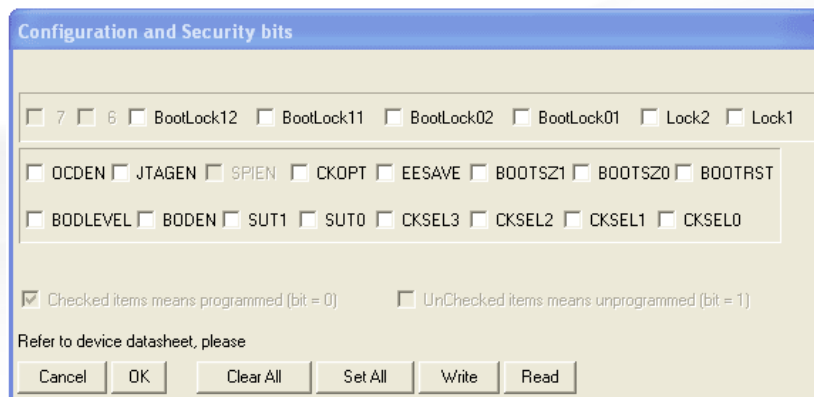 Configuration and Security bits
7 6 BootLock12 BootLock11 BootLock02 BootLock01 Lock2 Lock1
OCDEN JTAGEN SPIEN CKOPT EESAVE BOOTSZ1 BOOTSZ0 BOOTRST
BODLEVEL BODEN SUT1 SUT0 CKSEL3 CKSEL2 CKSEL1 CKSEL0
Checked items means programmed (bit = 0) UnChecked items means unprogrammed (bit = 1)
Refer to device datasheet, please
Cancel OK Clear All Set All Write Read